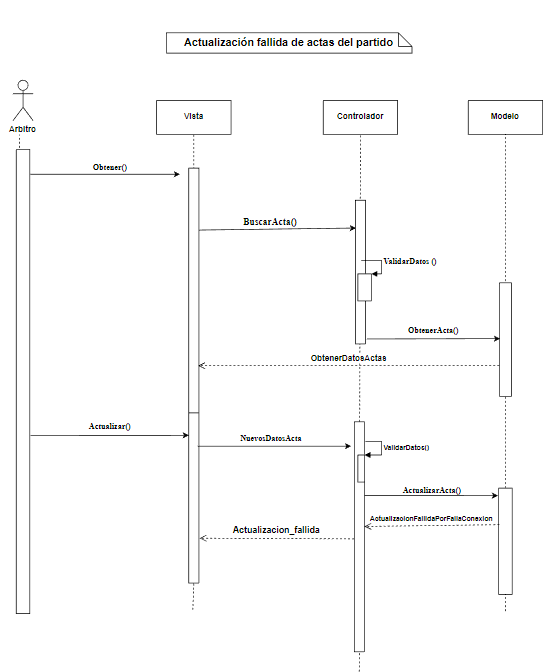 Actualización fallida de actas del partido
Arbitro
Vista
Controlador
Modelo
Obtener()
BuscarActa()
ValidarDatos ()
ObtenerActa()
ObtenerDatosActas
Actualizar()
NuevosDatosActa
ValidarDatos()
ActualizarActa()
ActualizacionFallidaPorFallaConexion
Actualizacion_fallida